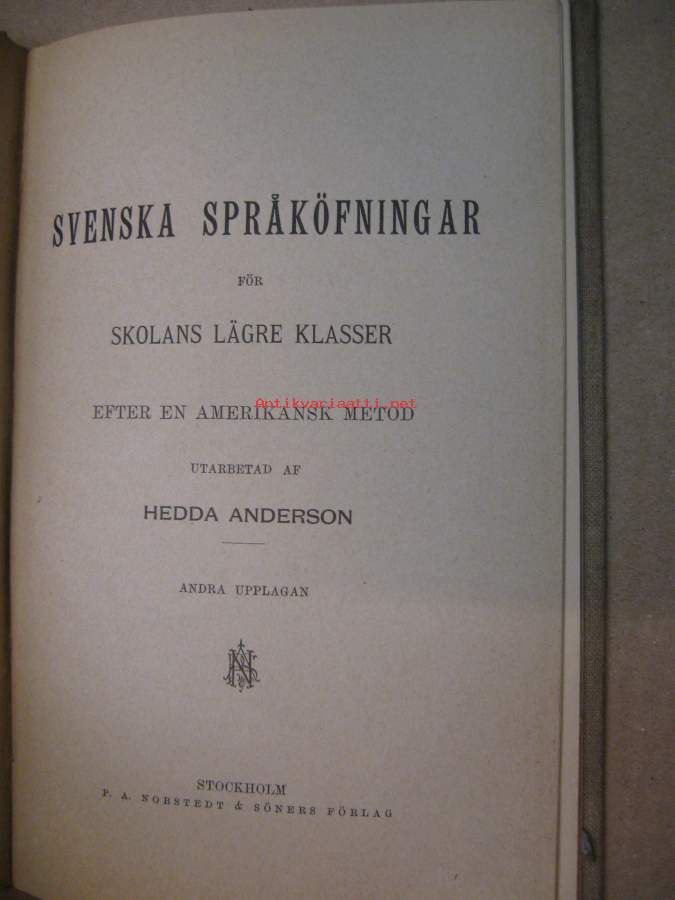 SVENSKA SPRÅKÖFNINGAR
FÖR
SKOLANS LÄGRE KLASSER
Antikvariaatti.net
EFTER EN AMERIKANSK METOD
UTARBETAD AF
HEDDA ANDERSON
ANDRA UPPLAGAN
STOCKHOLM
P. A. NORSTEDT & SÖNERS FÖRLAG